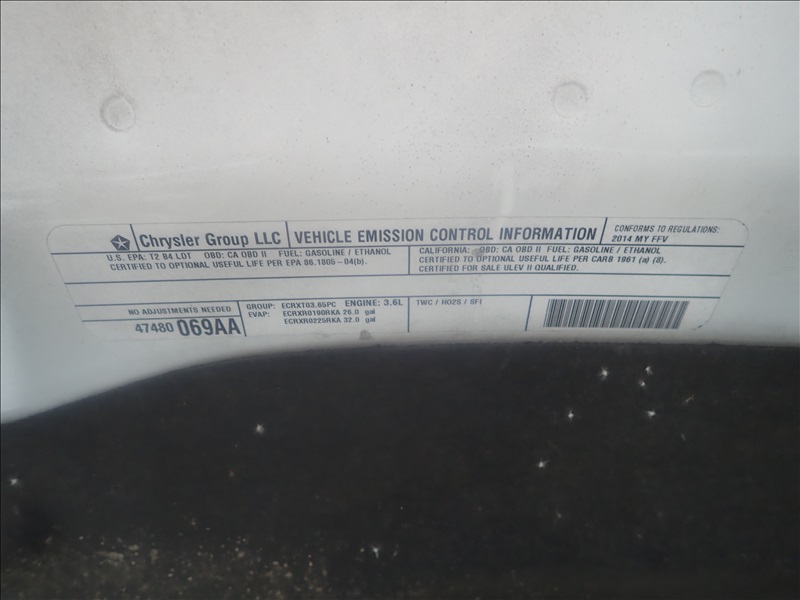 Chrysler Group LLC
VEHICLE EMISSION CONTROL INFORMATION
CONFORMS TO REGULATIONS:
2014 MY FFV
U.S. EPA: T2 B4 LDT OBD: CA OBD II FUEL: GASOLINE / ETHANOL
CERTIFIED TO OPTIONAL USEFUL LIFE PER EPA 86.1805-04(b).
CALIFORNIA: OBD: CA OBD II FUEL: GASOLINE / ETHANOL
CERTIFIED TO OPTIONAL USEFUL LIFE PER CARB 1961 (a) (8).
CERTIFIED FOR SALE ULEV II QUALIFIED.
NO ADJUSTMENTS NEEDED
47480 069AA
GROUP: ECRXT03.65PC ENGINE: 3.6L
EVAP: ECRXR0190RKA 26.0 gal
ECRXR0225RKA 32.0 gal
TWC / HO2S / SFI